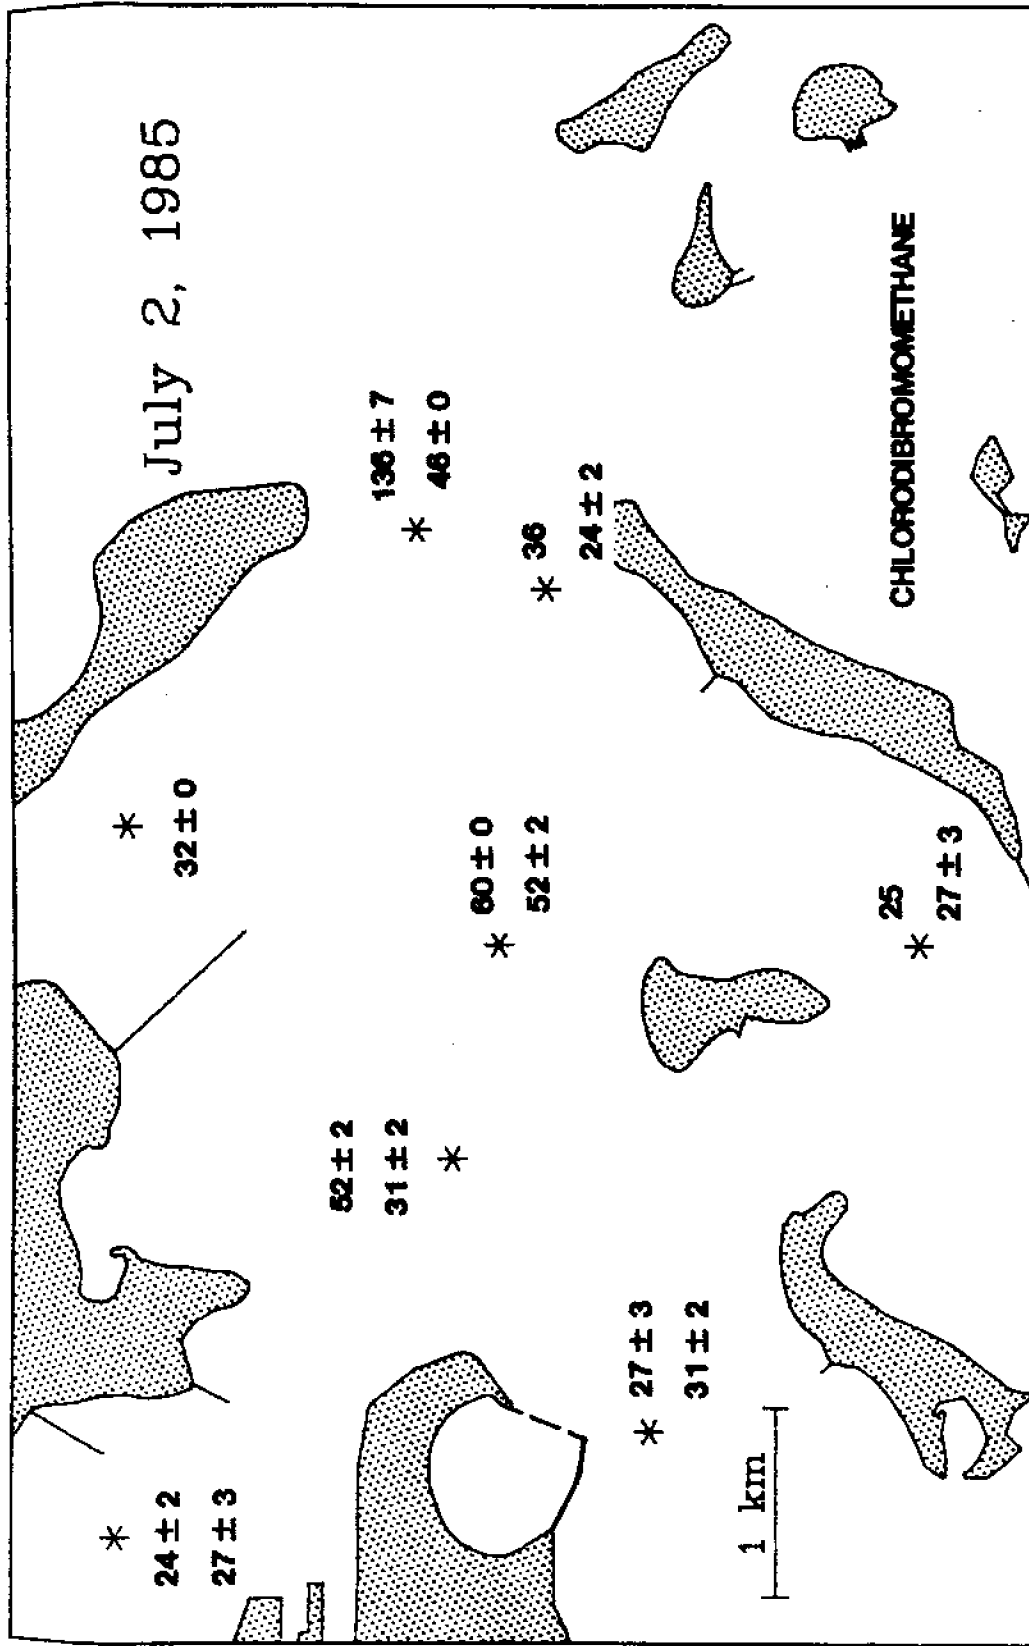 July 2, 1985
24 ± 2
27 ± 3
32 ± 0
52 ± 2
31 ± 2
136 ± 7
46 ± 0
60 ± 0
52 ± 2
36
24 ± 2
27 ± 3
31 ± 2
1 km
25
27 ± 3
CHLORODIBROMOMETHANE